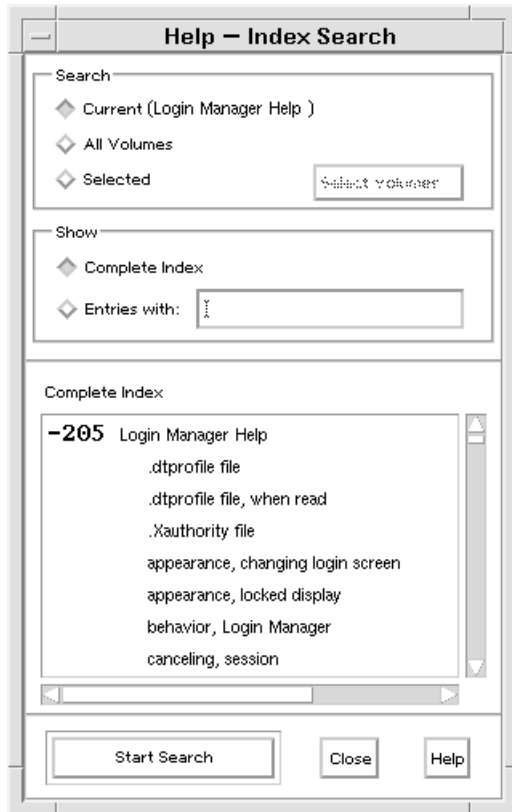 Help – Index Search
Search
Current (Login Manager Help )
All Volumes
Selected
Select Volumes
Show
Complete Index
Entries with:
Complete Index
-205 Login Manager Help
.dtprofile file
.dtprofile file, when read
.Xauthority file
appearance, changing login screen
appearance, locked display
behavior, Login Manager
canceling, session
Start Search
Close
Help